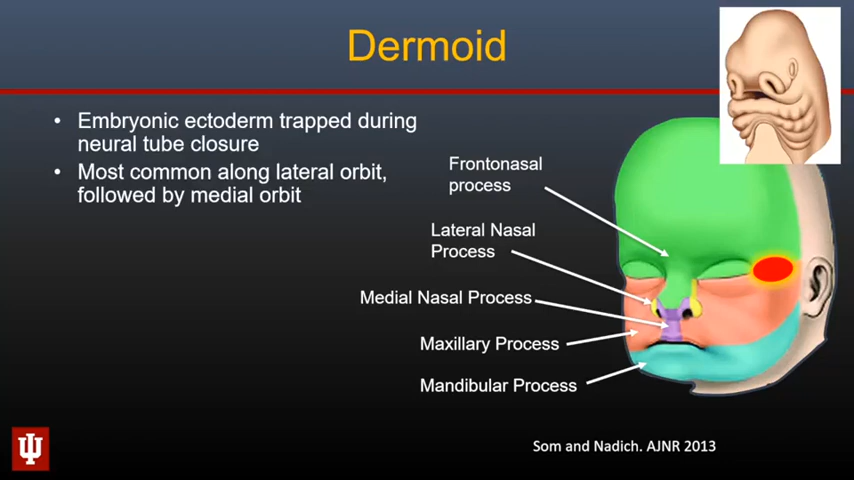 Dermoid
• Embryonic ectoderm trapped during
neural tube closure
• Most common along lateral orbit,
followed by medial orbit
Frontonasal
process
Lateral Nasal
Process
Medial Nasal Process
Maxillary Process
Mandibular Process
Som and Nadich. AJNR 2013